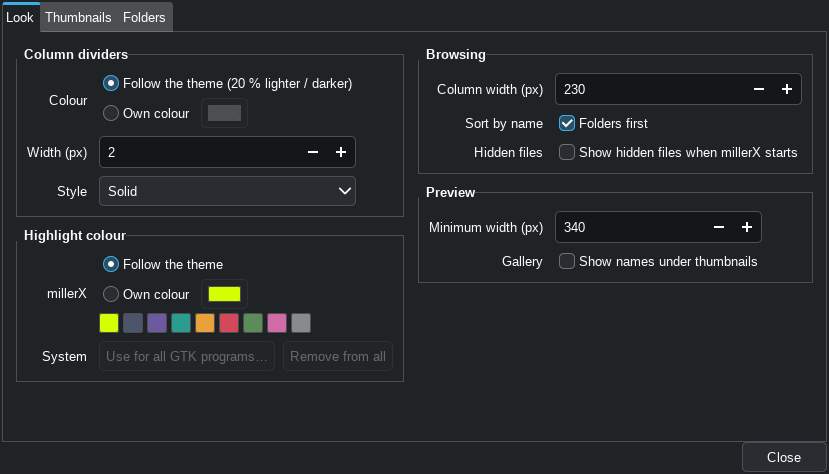 Look Thumbnails Folders
Column dividers
Colour
Follow the theme (20 % lighter / darker)
Own colour
Width (px) 2
Style Solid
Highlight colour
millerX
Follow the theme
Own colour
System Use for all GTK programs... Remove from all
Browsing
Column width (px) 230
Sort by name Folders first
Hidden files Show hidden files when millerX starts
Preview
Minimum width (px) 340
Gallery Show names under thumbnails
Close